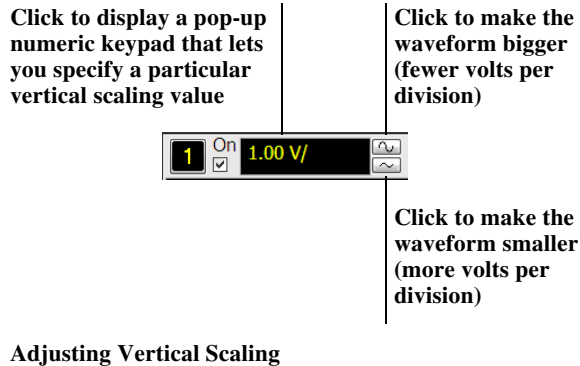 Click to display a pop-up
numeric keypad that lets
you specify a particular
vertical scaling value
Click to make the
waveform bigger
(fewer volts per
division)
1
On
1.00 V/
Click to make the
waveform smaller
(more volts per
division)
Adjusting Vertical Scaling